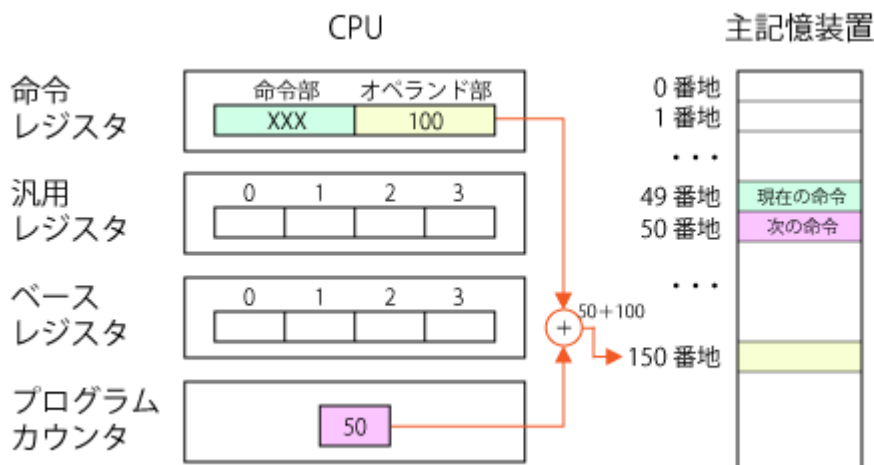 CPU
主記憶装置
命令
レジスタ
命令部 オペランド部
XXX 100
汎用
レジスタ
0 1 2 3
ベース
レジスタ
0 1 2 3
プログラム
カウンタ
50
50+100
+
0 番地
1 番地
・・・
49 番地 現在の命令
50 番地 次の命令
・・・
150 番地